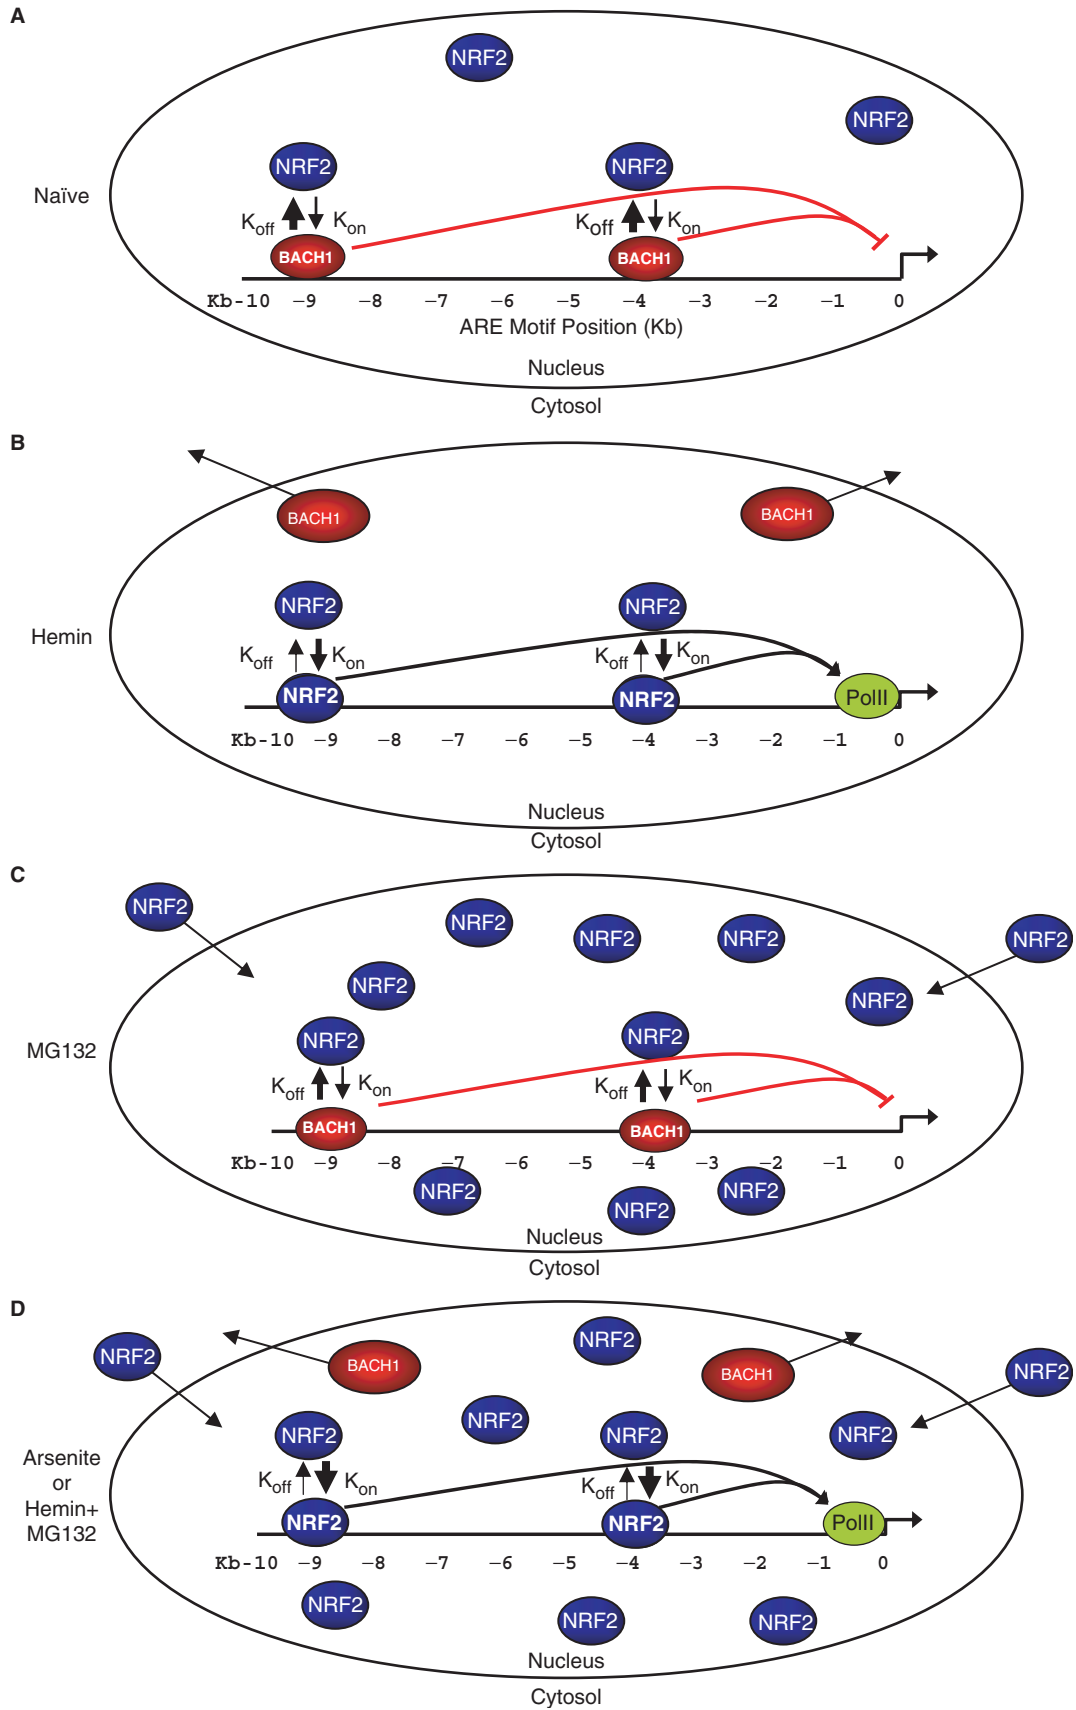 A
NRF2
NRF2
NRF2 NRF2
Naïve
Koff Kon Koff Kon
BACH1 BACH1
Kb-10 −9 −8 −7 −6 −5 −4 −3 −2 −1 0
ARE Motif Position (Kb)
Nucleus
Cytosol
B
BACH1 BACH1
NRF2 NRF2
Hemin
Koff Kon Koff Kon
NRF2 NRF2 PolII
Kb-10 −9 −8 −7 −6 −5 −4 −3 −2 −1 0
Nucleus
Cytosol
C
NRF2 NRF2 NRF2 NRF2 NRF2
NRF2 NRF2
NRF2 NRF2
MG132
Koff Kon Koff Kon
BACH1 BACH1
Kb-10 −9 −8 −7 −6 −5 −4 −3 −2 −1 0
NRF2 NRF2 NRF2
Nucleus
Cytosol
D
NRF2
NRF2 BACH1 BACH1 NRF2
NRF2 NRF2 NRF2 NRF2
Arsenite
or
Hemin+
MG132
Koff Kon Koff Kon
NRF2 NRF2 PolII
Kb-10 −9 −8 −7 −6 −5 −4 −3 −2 −1 0
NRF2 NRF2 NRF2
Nucleus
Cytosol